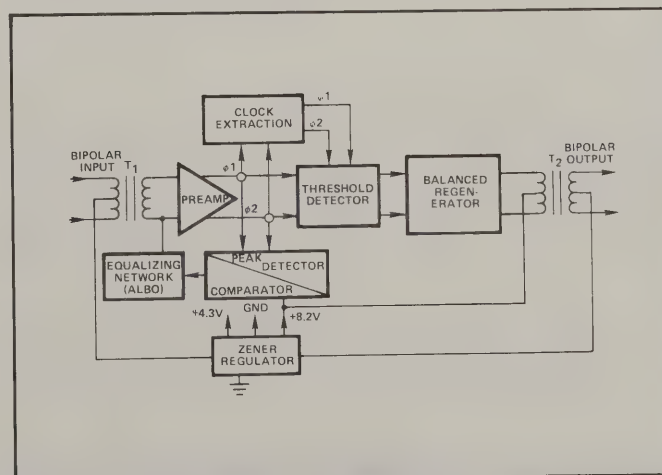 CLOCK
EXTRACTION
φ1
φ2
BIPOLAR
INPUT
T1
φ1
PREAMP
φ2
THRESHOLD
DETECTOR
BALANCED
REGEN-
ERATOR
T2
BIPOLAR
OUTPUT
EQUALIZING
NETWORK
(ALBO)
PEAK
DETECTOR
COMPARATOR
+4.3V
GND
+8.2V
ZENER
REGULATOR